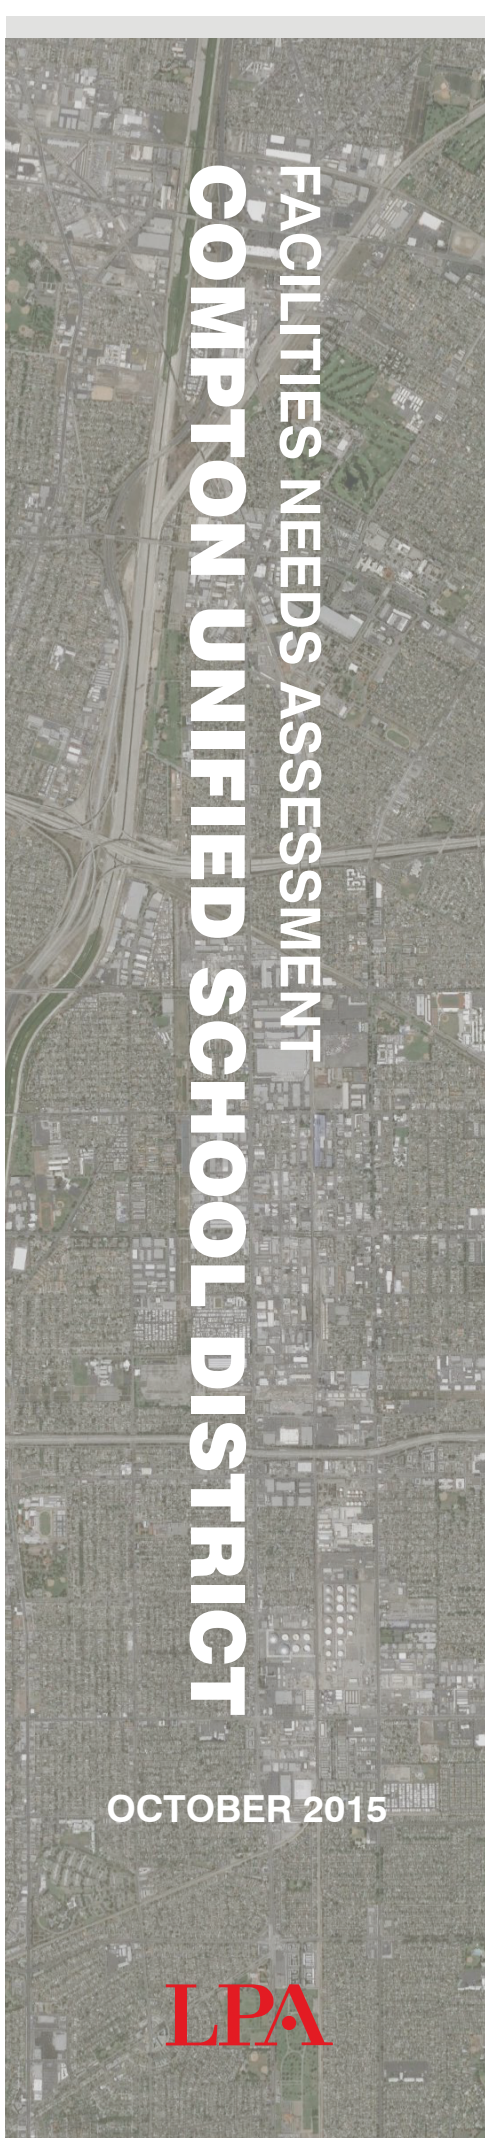 FACILITIES NEEDS ASSESSMENT
COMPTON UNIFIED SCHOOL DISTRICT
OCTOBER 2015
LPA